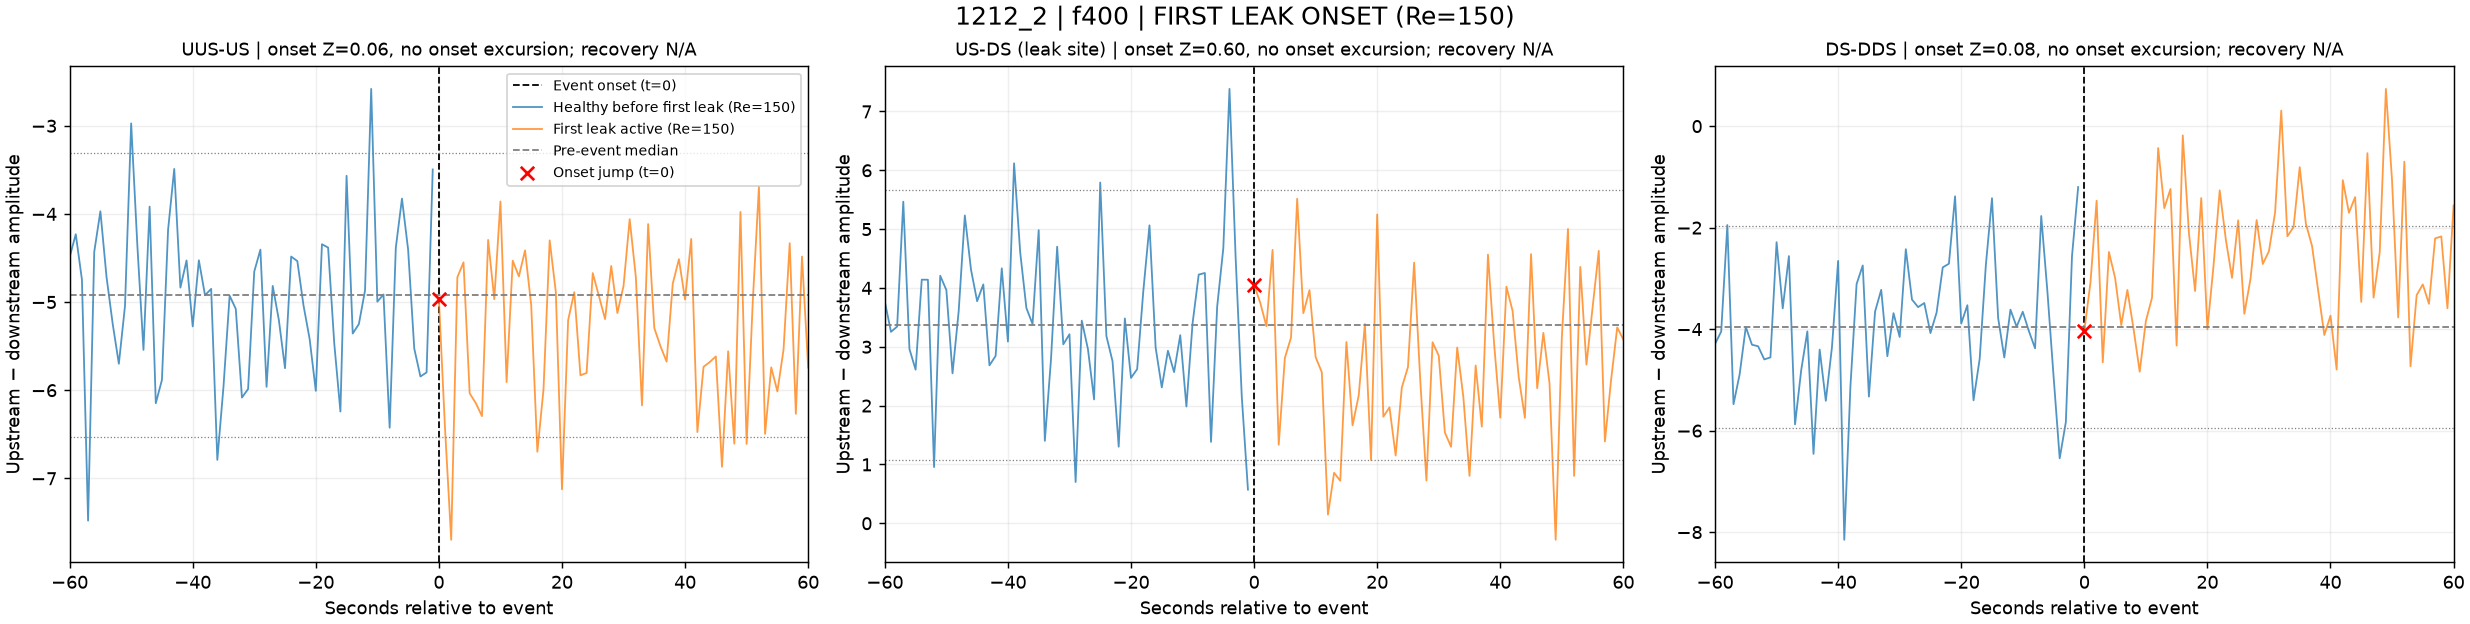 1212_2 | f400 | FIRST LEAK ONSET (Re=150)
UUS-US | onset Z=0.06, no onset excursion; recovery N/A
Upstream − downstream amplitude
−3
−4
−5
−6
−7
−60
−40
−20
0
20
40
60
Seconds relative to event
Event onset (t=0)
Healthy before first leak (Re=150)
First leak active (Re=150)
Pre-event median
Onset jump (t=0)
US-DS (leak site) | onset Z=0.60, no onset excursion; recovery N/A
Upstream − downstream amplitude
7
6
5
4
3
2
1
0
−60
−40
−20
0
20
40
60
Seconds relative to event
DS-DDS | onset Z=0.08, no onset excursion; recovery N/A
Upstream − downstream amplitude
0
−2
−4
−6
−8
−60
−40
−20
0
20
40
60
Seconds relative to event